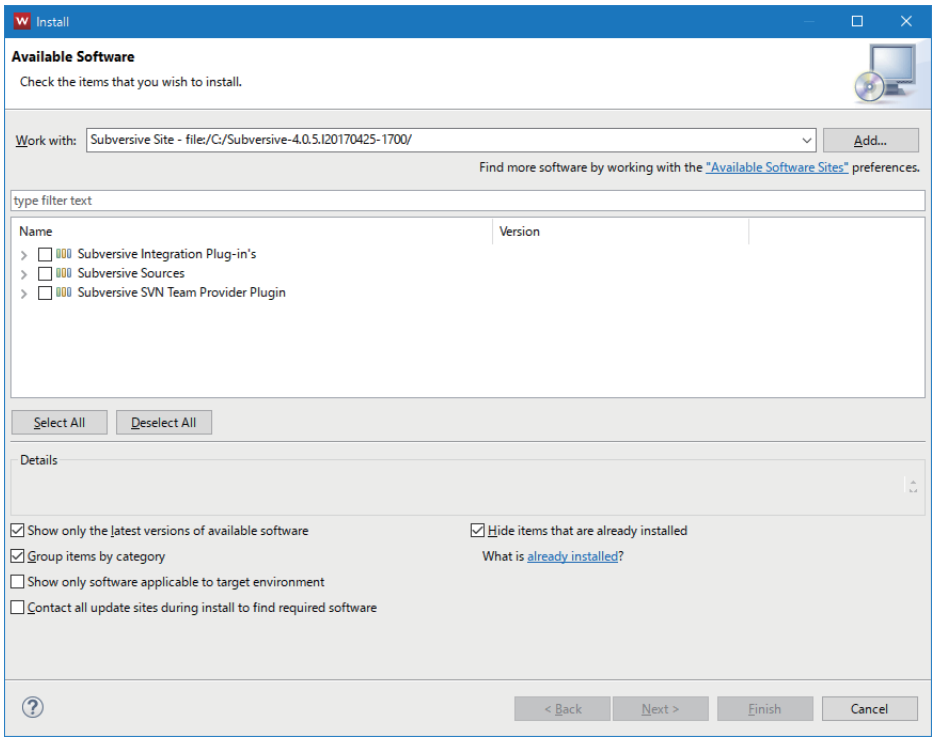 W Install
Available Software
Check the items that you wish to install.
Work with: Subversive Site - file:/C:/Subversive-4.0.5.I20170425-1700/ Add...
Find more software by working with the "Available Software Sites" preferences.
type filter text
Name Version
Subversive Integration Plug-in's
Subversive Sources
Subversive SVN Team Provider Plugin
Select All Deselect All
Details
Show only the latest versions of available software Hide items that are already installed
Group items by category What is already installed?
Show only software applicable to target environment
Contact all update sites during install to find required software
? < Back Next > Finish Cancel